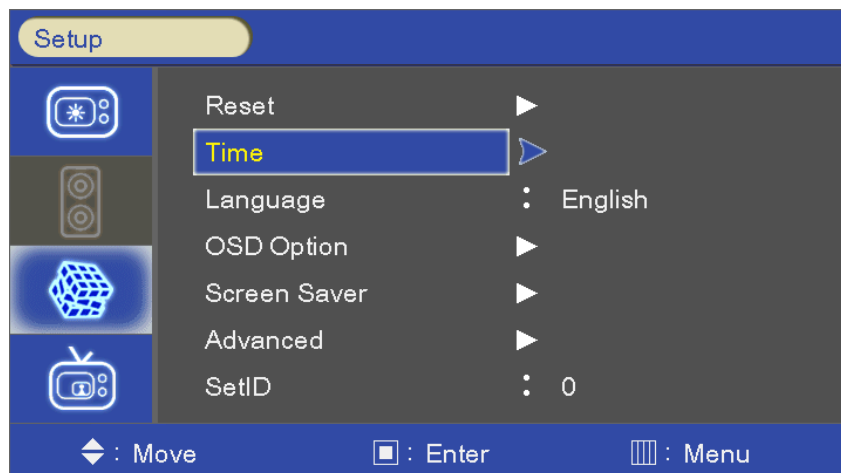 Setup
Reset
Time
Language : English
OSD Option
Screen Saver
Advanced
SetID : 0
: Move : Enter : Menu